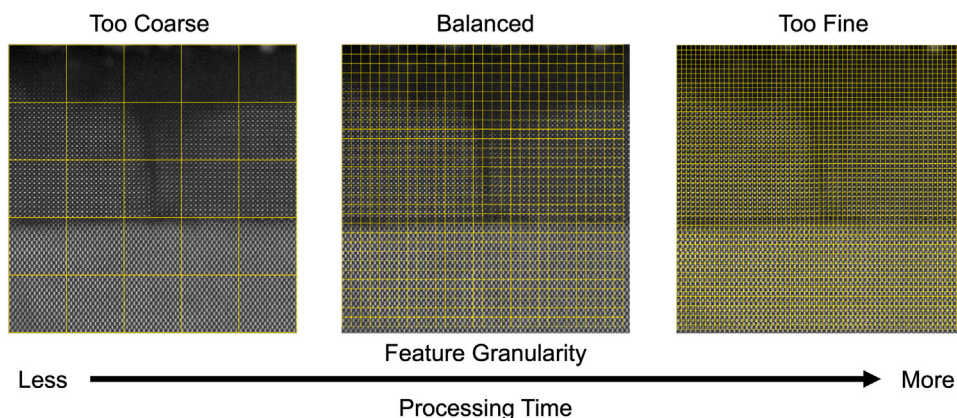 Too Coarse
Balanced
Too Fine
Feature Granularity
Less
More
Processing Time